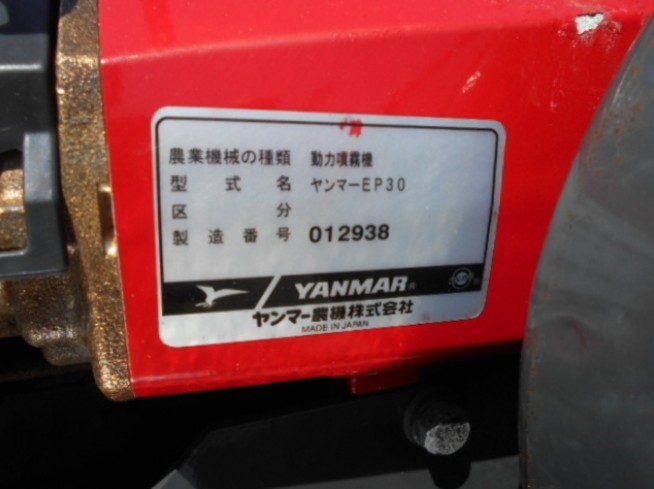 農業機械の種類 動力噴霧機
型式名 ヤンマーEP30
区分
製造番号 012938
YANMAR
ヤンマー農機株式会社
MADE IN JAPAN